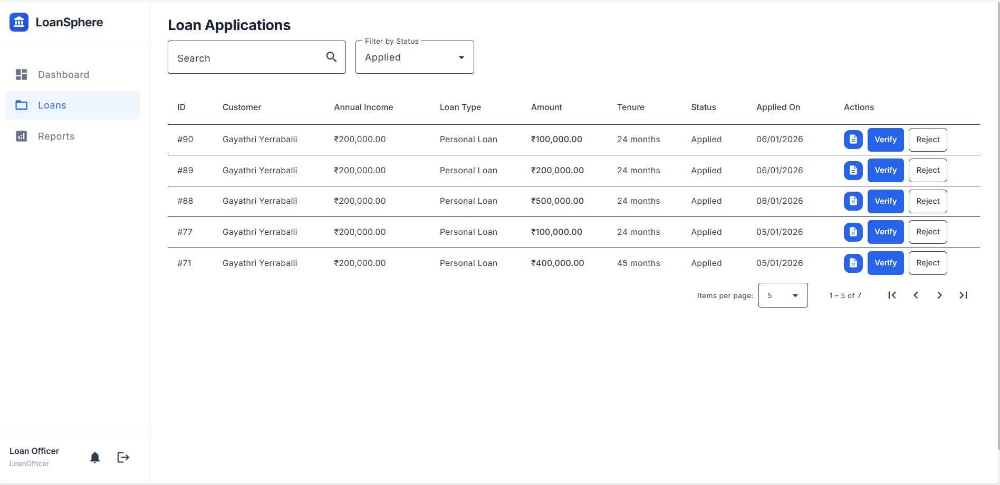 LoanSphere
Dashboard
Loans
Reports
Loan Officer
LoanOfficer
Loan Applications
Search
Filter by Status
Applied
ID Customer Annual Income Loan Type Amount Tenure Status Applied On Actions
#90 Gayathri Yerraballi ₹200,000.00 Personal Loan ₹100,000.00 24 months Applied 06/01/2026 Verify Reject
#89 Gayathri Yerraballi ₹200,000.00 Personal Loan ₹200,000.00 24 months Applied 06/01/2026 Verify Reject
#88 Gayathri Yerraballi ₹200,000.00 Personal Loan ₹500,000.00 24 months Applied 06/01/2026 Verify Reject
#77 Gayathri Yerraballi ₹200,000.00 Personal Loan ₹100,000.00 24 months Applied 05/01/2026 Verify Reject
#71 Gayathri Yerraballi ₹200,000.00 Personal Loan ₹400,000.00 45 months Applied 05/01/2026 Verify Reject
Items per page: 5 1 – 5 of 7